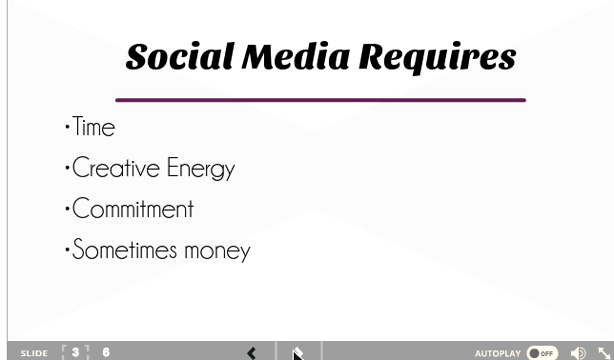 Social Media Requires
·Time
·Creative Energy
·Commitment
·Sometimes money
SLIDE 3 6 AUTOPLAY OFF